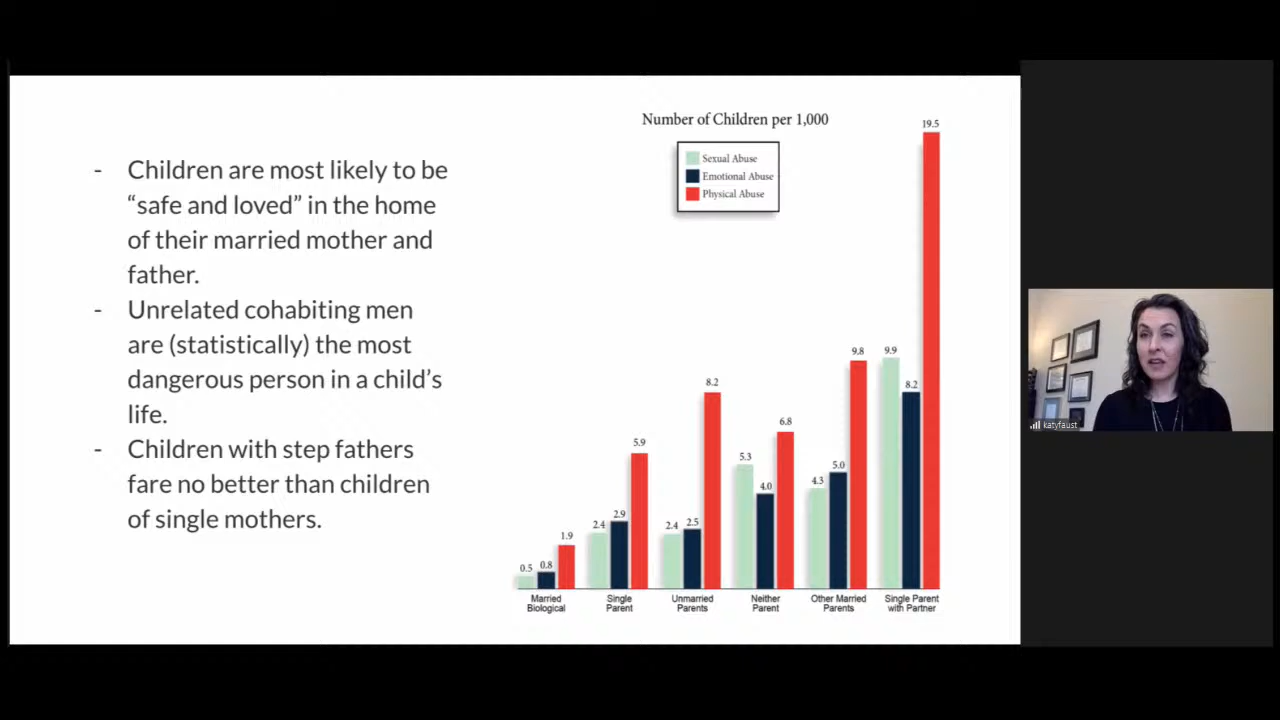 - Children are most likely to be
“safe and loved” in the home
of their married mother and
father.
- Unrelated cohabiting men
are (statistically) the most
dangerous person in a child’s
life.
- Children with step fathers
fare no better than children
of single mothers.
Number of Children per 1,000
Sexual Abuse
Emotional Abuse
Physical Abuse
0.5 0.8 1.9
2.4 2.9 5.9
2.4 2.5 8.2
5.3 4.0 6.8
4.3 5.0 9.8
9.9 8.2 19.5
Married
Biological
Single
Parent
Unmarried
Parents
Neither
Parent
Other Married
Parents
Single Parent
with Partner
katyfaust